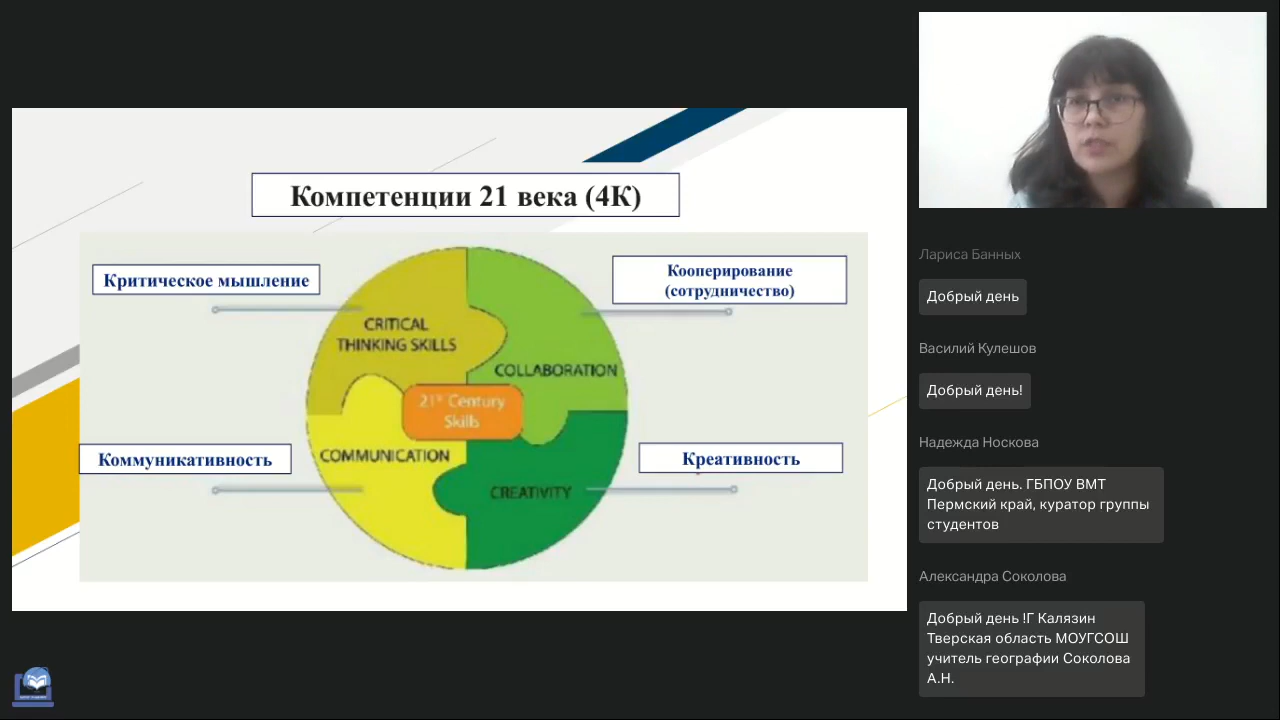 Компетенции 21 века (4К)
Критическое мышление
Кооперирование
(сотрудничество)
CRITICAL
THINKING SKILLS
COLLABORATION
21st Century
Skills
COMMUNICATION
CREATIVITY
Коммуникативность
Креативность
Лариса Банных
Добрый день
Василий Кулешов
Добрый день!
Надежда Носкова
Добрый день. ГБПОУ ВМТ
Пермский край, куратор группы
студентов
Александра Соколова
Добрый день !Г Калязин
Тверская область МОУГСОШ
учитель географии Соколова
А.Н.